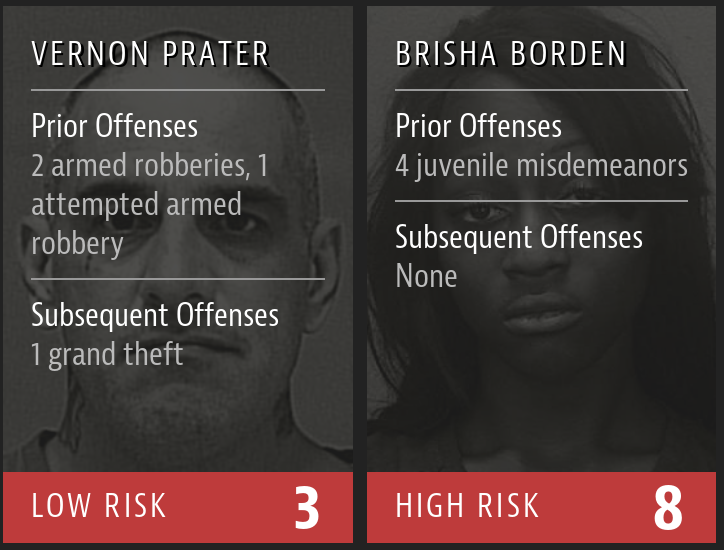 VERNON PRATER
Prior Offenses
2 armed robberies, 1
attempted armed
robbery
Subsequent Offenses
1 grand theft
LOW RISK 3
BRISHA BORDEN
Prior Offenses
4 juvenile misdemeanors
Subsequent Offenses
None
HIGH RISK 8